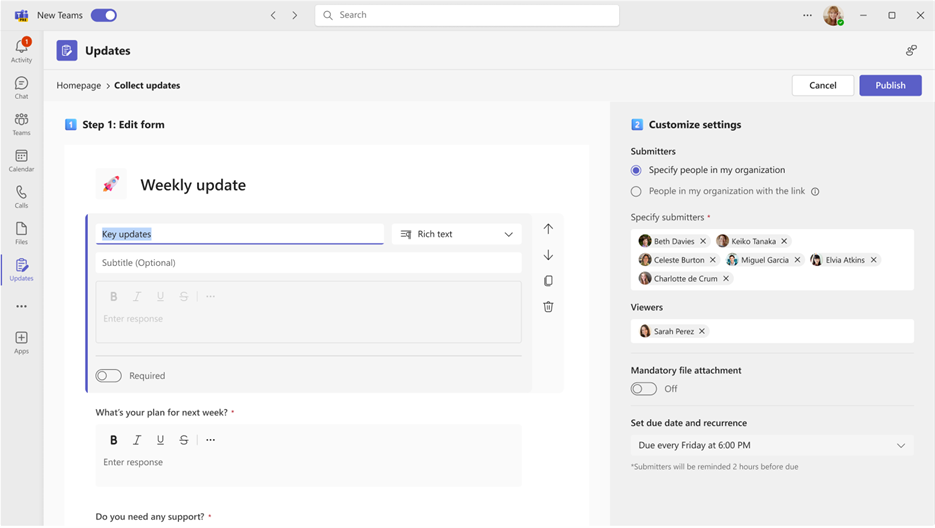 New Teams
Search
1
Activity
Chat
Teams
Calendar
Calls
Files
Updates
Apps
Updates
Homepage > Collect updates
Cancel
Publish
1 Step 1: Edit form
Weekly update
Key updates
Rich text
Subtitle (Optional)
B I U S
Enter response
Required
What's your plan for next week? *
B I U S
Enter response
Do you need any support? *
2 Customize settings
Submitters
Specify people in my organization
People in my organization with the link
Specify submitters *
Beth Davies Keiko Tanaka
Celeste Burton Miguel Garcia Elvia Atkins
Charlotte de Crum
Viewers
Sarah Perez
Mandatory file attachment
Off
Set due date and recurrence
Due every Friday at 6:00 PM
*Submitters will be reminded 2 hours before due